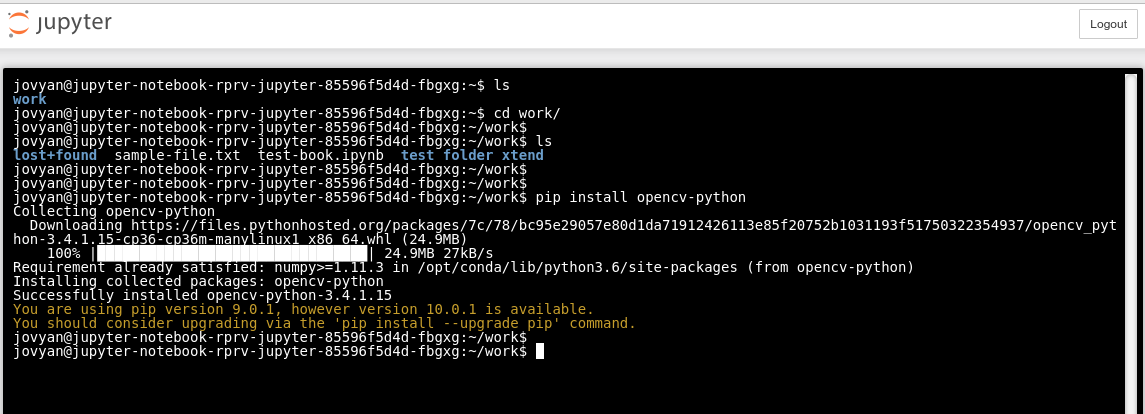 jupyter
Logout
jovyan@jupyter-notebook-rprv-jupyter-85596f5d4d-fbgxg:~$ ls
work
jovyan@jupyter-notebook-rprv-jupyter-85596f5d4d-fbgxg:~$ cd work/
jovyan@jupyter-notebook-rprv-jupyter-85596f5d4d-fbgxg:~/work$
jovyan@jupyter-notebook-rprv-jupyter-85596f5d4d-fbgxg:~/work$ ls
lost+found  sample-file.txt  test-book.ipynb  test folder xtend
jovyan@jupyter-notebook-rprv-jupyter-85596f5d4d-fbgxg:~/work$
jovyan@jupyter-notebook-rprv-jupyter-85596f5d4d-fbgxg:~/work$
jovyan@jupyter-notebook-rprv-jupyter-85596f5d4d-fbgxg:~/work$ pip install opencv-python
Collecting opencv-python
  Downloading https://files.pythonhosted.org/packages/7c/78/bc95e29057e80d1da71912426113e85f20752b1031193f51750322354937/opencv_pyt
hon-3.4.1.15-cp36-cp36m-manylinux1_x86_64.whl (24.9MB)
    100% |████████████████████████████████| 24.9MB 27kB/s
Requirement already satisfied: numpy>=1.11.3 in /opt/conda/lib/python3.6/site-packages (from opencv-python)
Installing collected packages: opencv-python
Successfully installed opencv-python-3.4.1.15
You are using pip version 9.0.1, however version 10.0.1 is available.
You should consider upgrading via the 'pip install --upgrade pip' command.
jovyan@jupyter-notebook-rprv-jupyter-85596f5d4d-fbgxg:~/work$
jovyan@jupyter-notebook-rprv-jupyter-85596f5d4d-fbgxg:~/work$